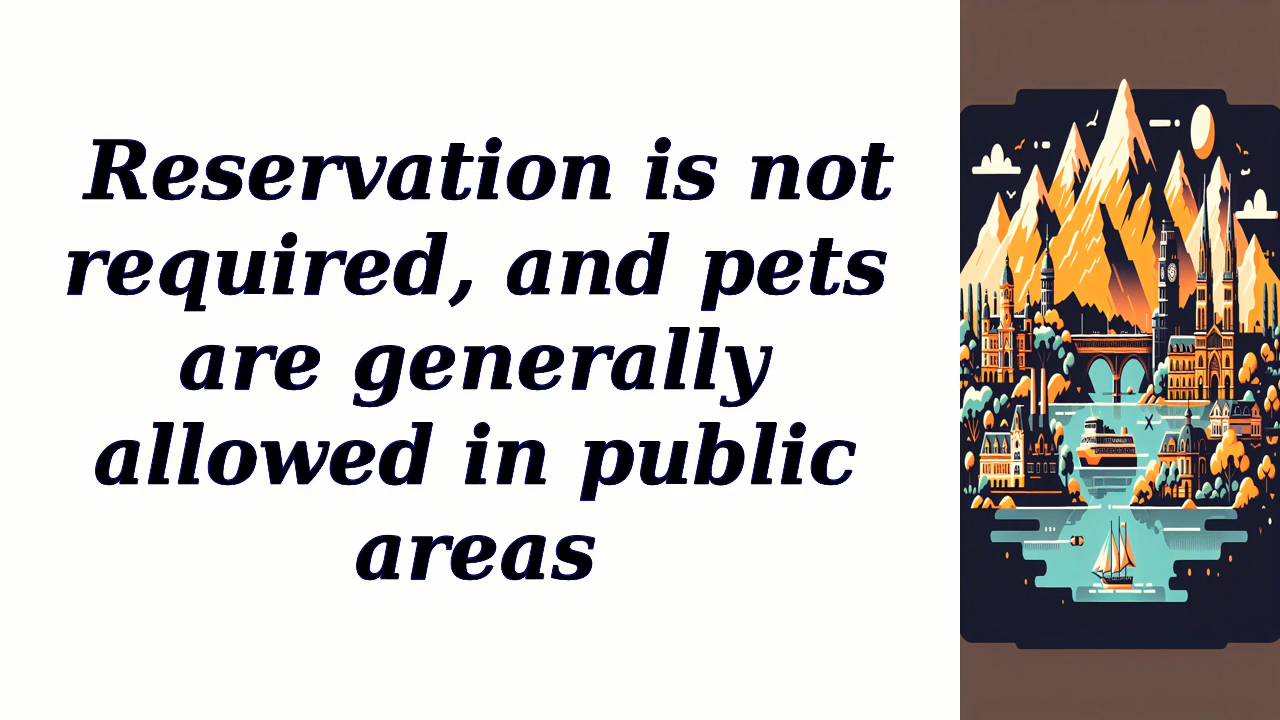 Reservation is not
required, and pets
are generally
allowed in public
areas